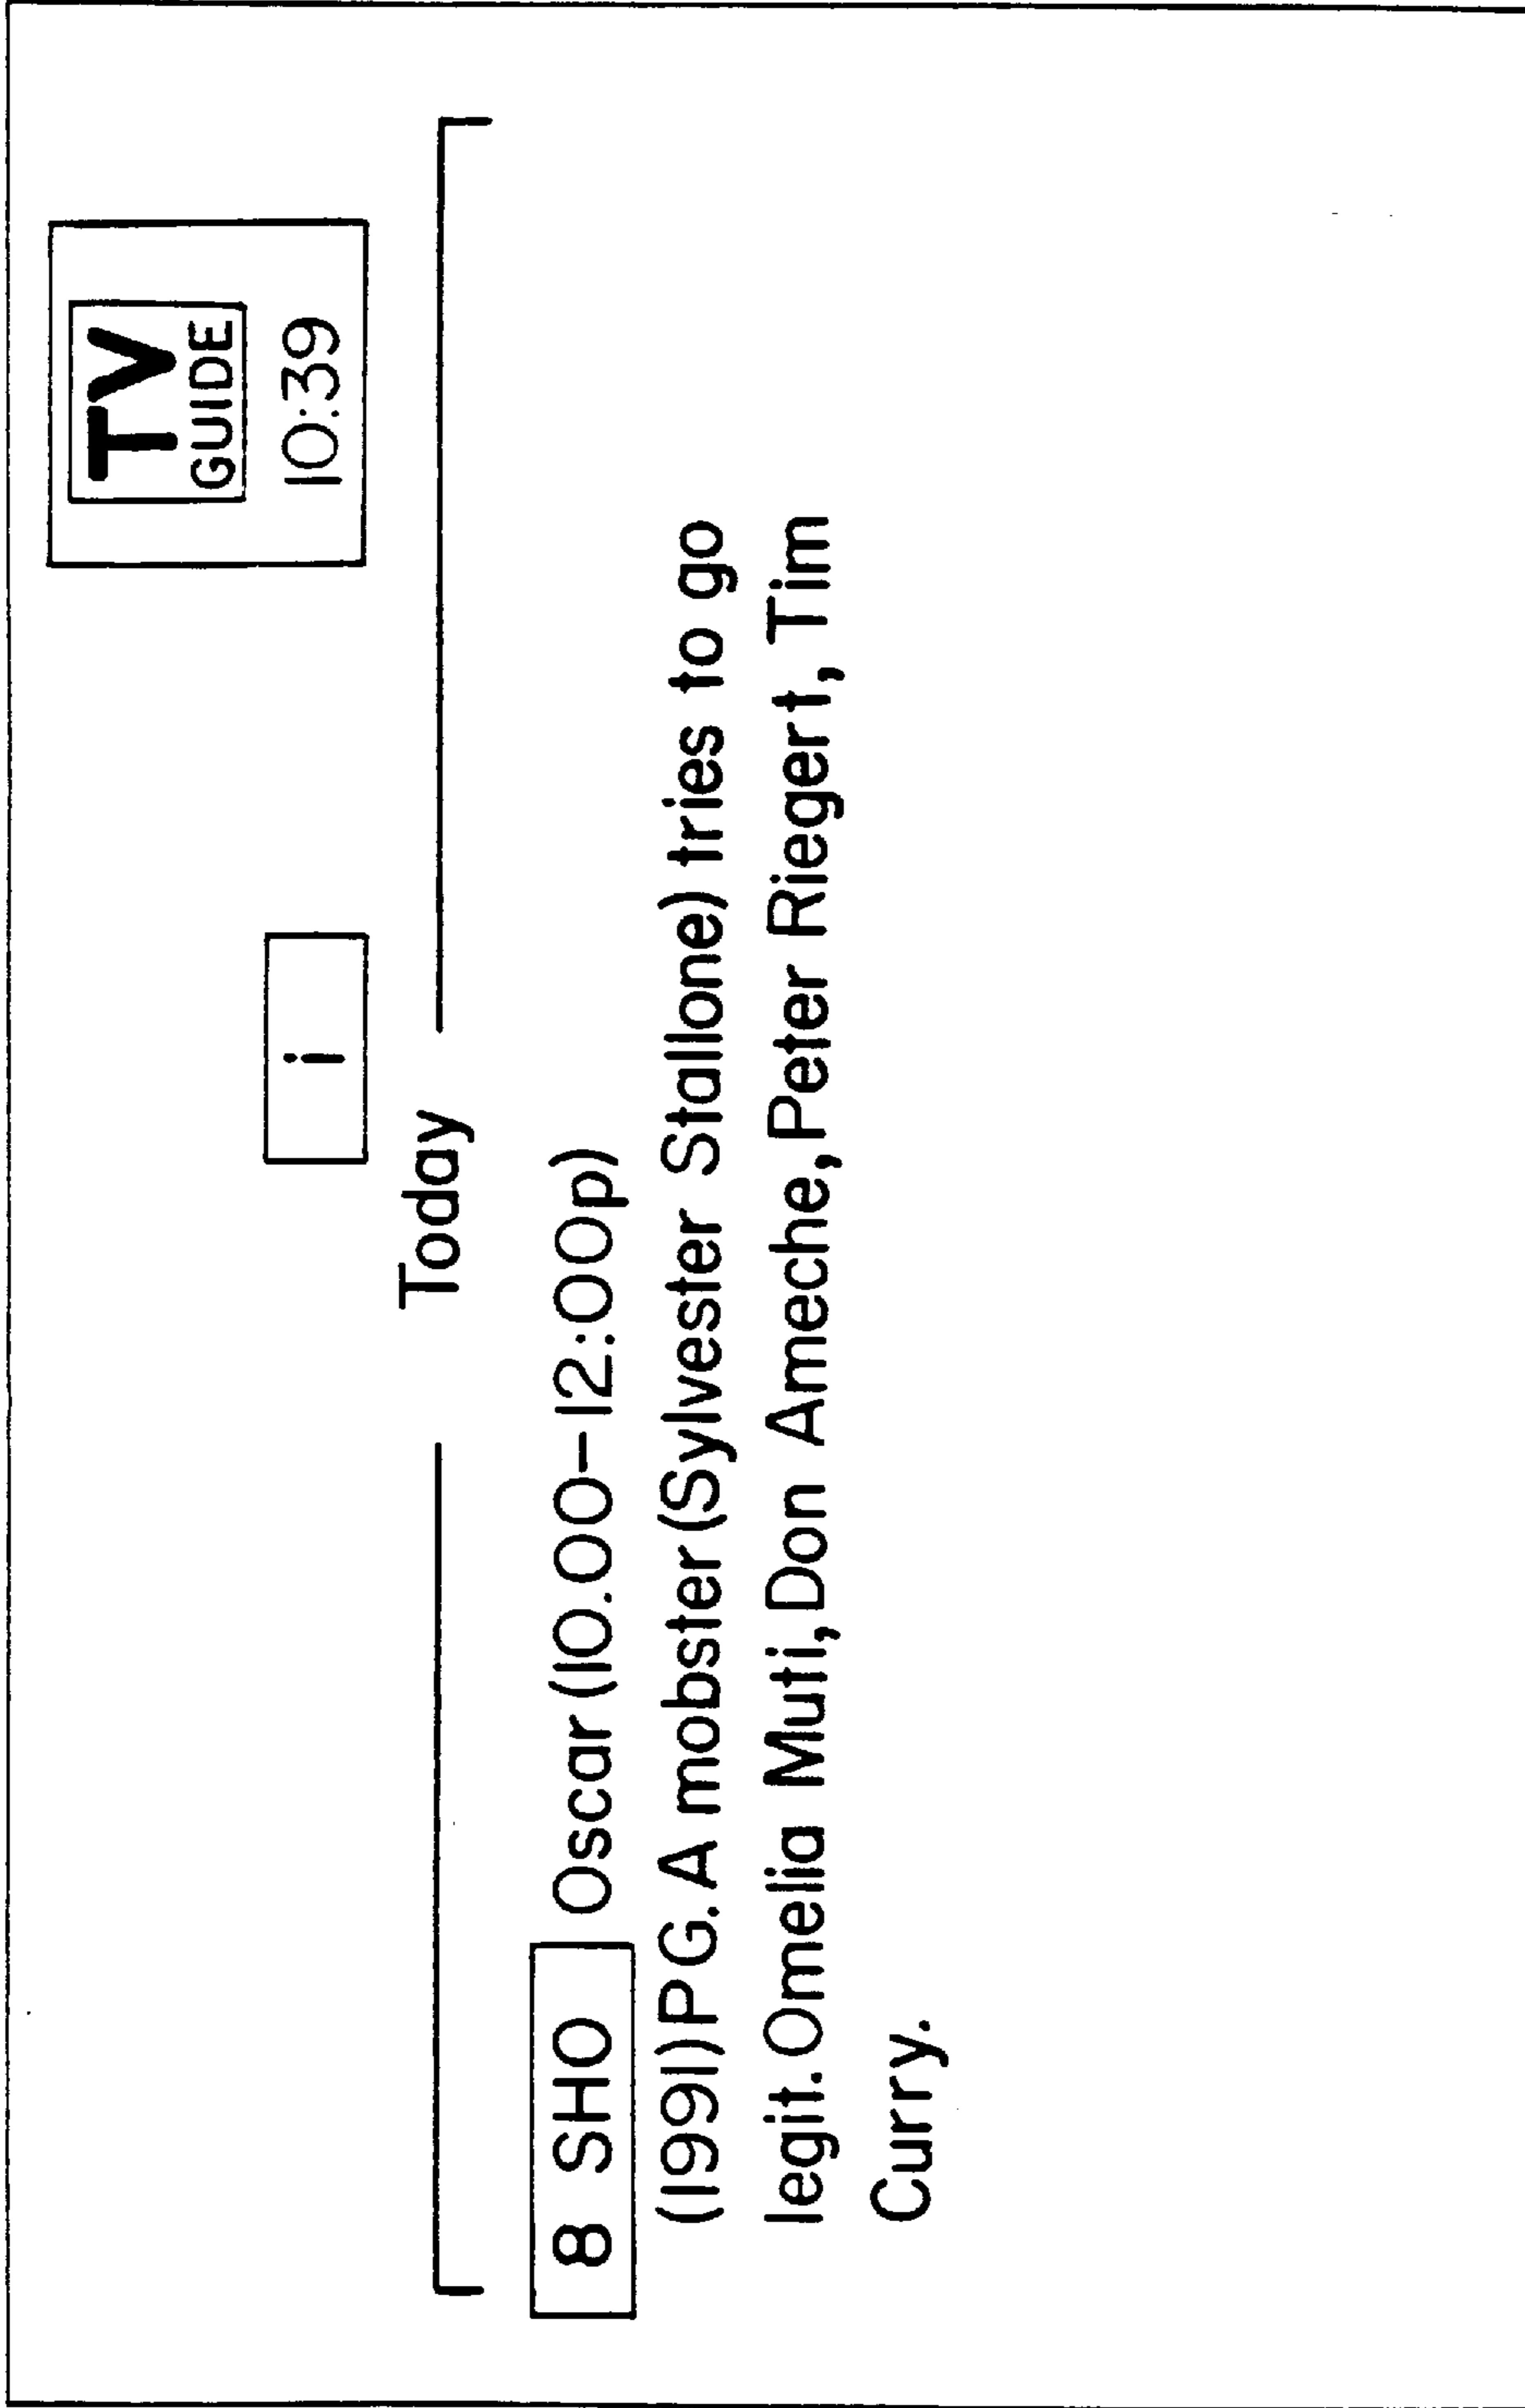 TV
GUIDE
10:39
i
Today
8 SHO Oscar (10.00-12:00p)
(1991) PG. A mobster (Sylvester Stallone) tries to go
legit. Omelia Muti, Don Ameche, Peter Riegert, Tim
Curry.